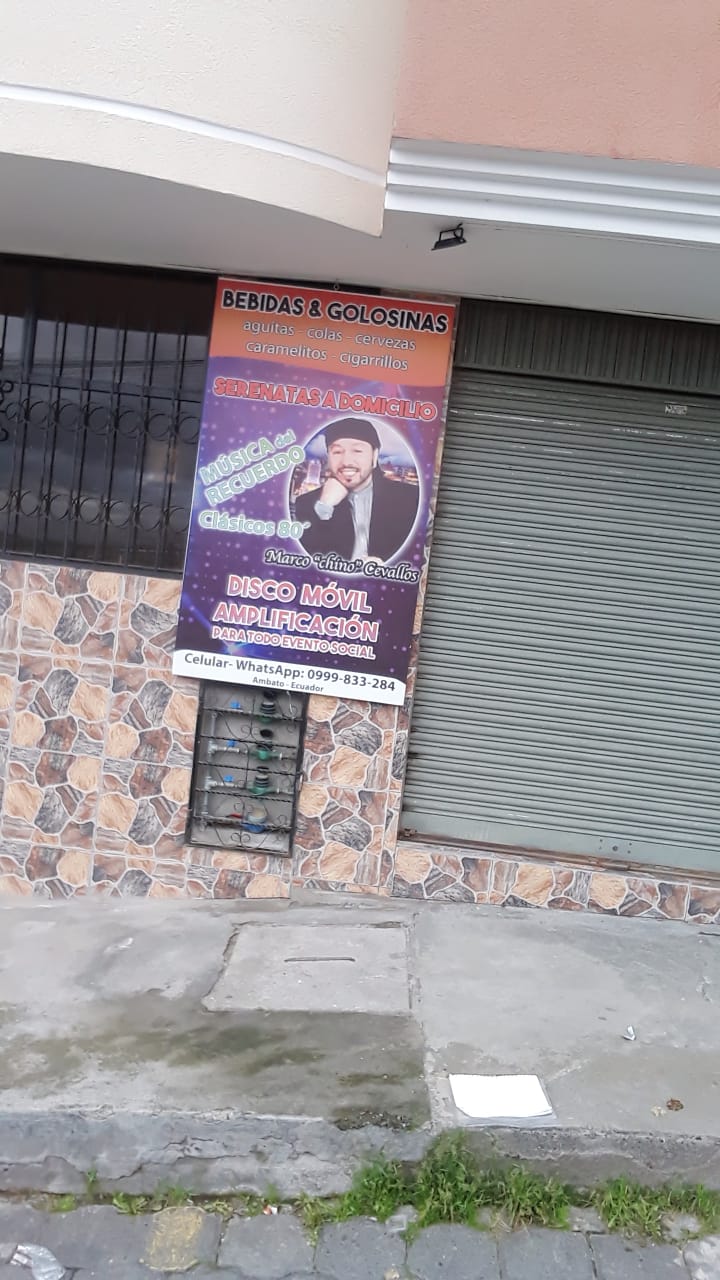 BEBIDAS & GOLOSINAS
aguitas - colas - cervezas
caramelitos - cigarrillos
SERENATAS A DOMICILIO
MÚSICA del
RECUERDO
Clásicos 80´
Marco "chino" Cevallos
DISCO MÓVIL
AMPLIFICACIÓN
PARA TODO EVENTO SOCIAL
Celular- WhatsApp: 0999-833-284
Ambato - Ecuador